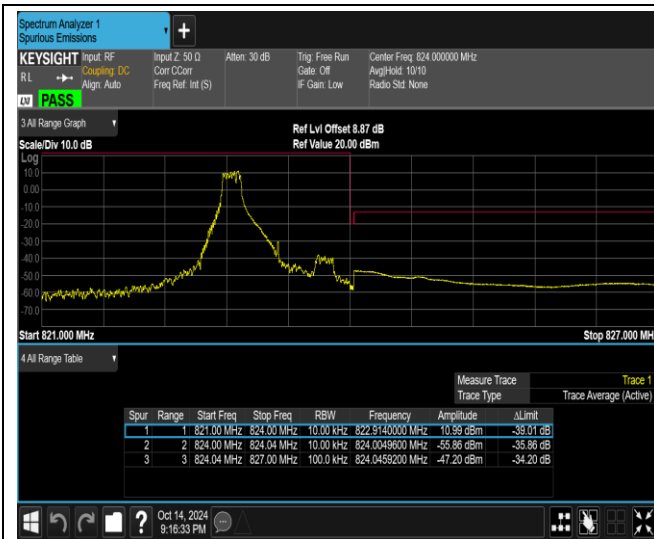 Spectrum Analyzer 1
Spurious Emissions
+
KEYSIGHT Input: RF Input Z: 50 Ω Atten: 30 dB Trig: Free Run Center Freq: 824.000000 MHz
RL Coupling: DC Corr CCorr Gate: Off Avg|Hold: 10/10
Align: Auto Freq Ref: Int (S) IF Gain: Low Radio Std: None
LXI PASS
3 All Range Graph
Ref Lvl Offset 8.87 dB
Scale/Div 10.0 dB Ref Value 20.00 dBm
Log
10.0
0.00
-10.0
-20.0
-30.0
-40.0
-50.0
-60.0
-70.0
Start 821.000 MHz Stop 827.000 MH
4 All Range Table
Measure Trace Trace 1
Trace Type Trace Average (Active)
Spur Range Start Freq Stop Freq RBW Frequency Amplitude ΔLimit
1 1 821.00 MHz 824.00 MHz 10.00 kHz 822.9140000 MHz 10.99 dBm -39.01 dB
2 2 824.00 MHz 824.04 MHz 10.00 kHz 824.0049600 MHz -55.86 dBm -35.86 dB
3 3 824.04 MHz 827.00 MHz 100.0 kHz 824.0459200 MHz -47.20 dBm -34.20 dB
?
Oct 14, 2024
9:16:33 PM